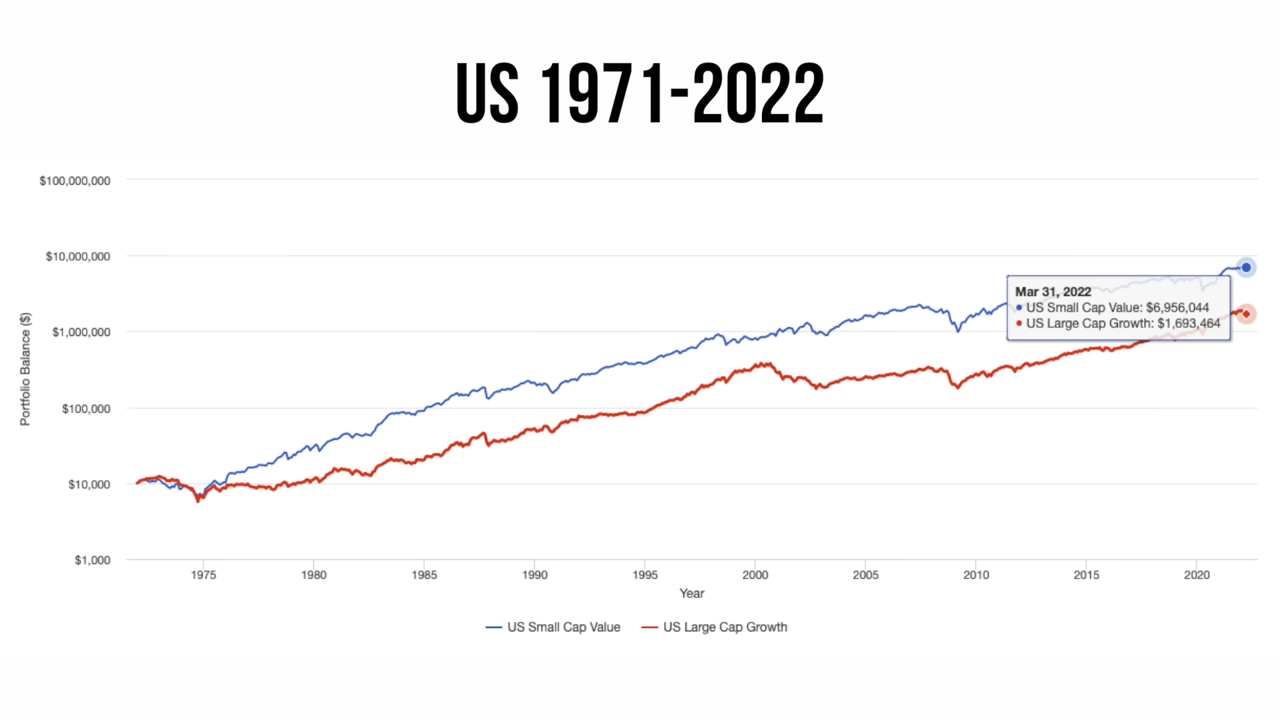 US 1971-2022
$100,000,000
$10,000,000
$1,000,000
$100,000
$10,000
$1,000
Portfolio Balance ($)
Mar 31, 2022
US Small Cap Value: $6,956,044
US Large Cap Growth: $1,693,464
1975 1980 1985 1990 1995 2000 2005 2010 2015 2020
Year
US Small Cap Value US Large Cap Growth